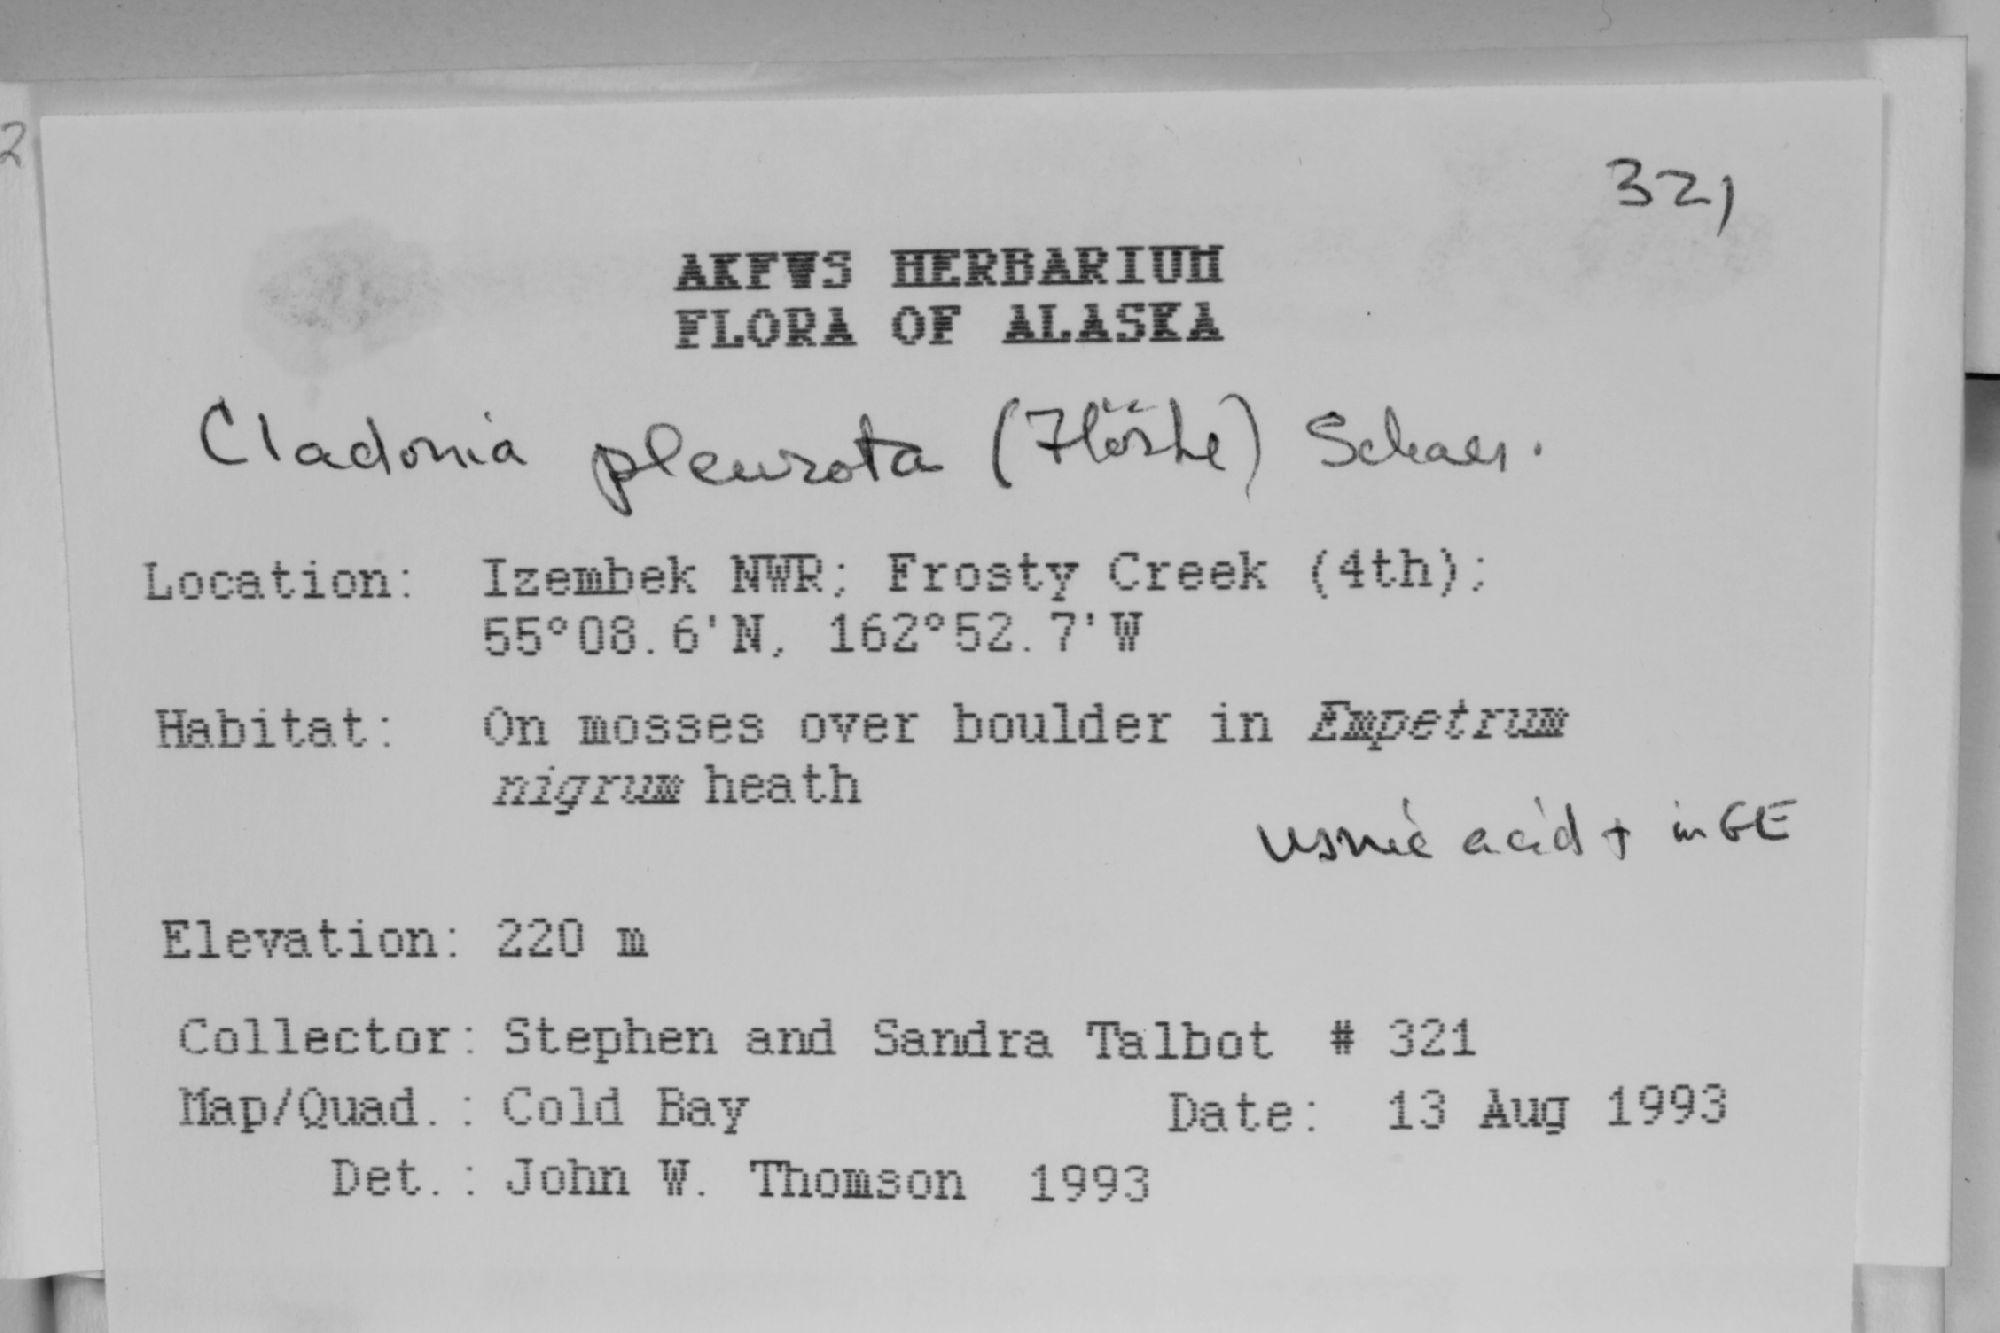 2
321
AKFWS HERBARIUM
FLORA OF ALASKA
Cladonia pleurota (Flörke) Schaer.
Location: Izembek NWR; Frosty Creek (4th);
55°08.6'N, 162°52.7'W
Habitat: On mosses over boulder in Empetrum
nigrum heath
usnic acid + in GE
Elevation: 220 m
Collector: Stephen and Sandra Talbot # 321
Map/Quad.: Cold Bay Date: 13 Aug 1993
Det.: John W. Thomson 1993